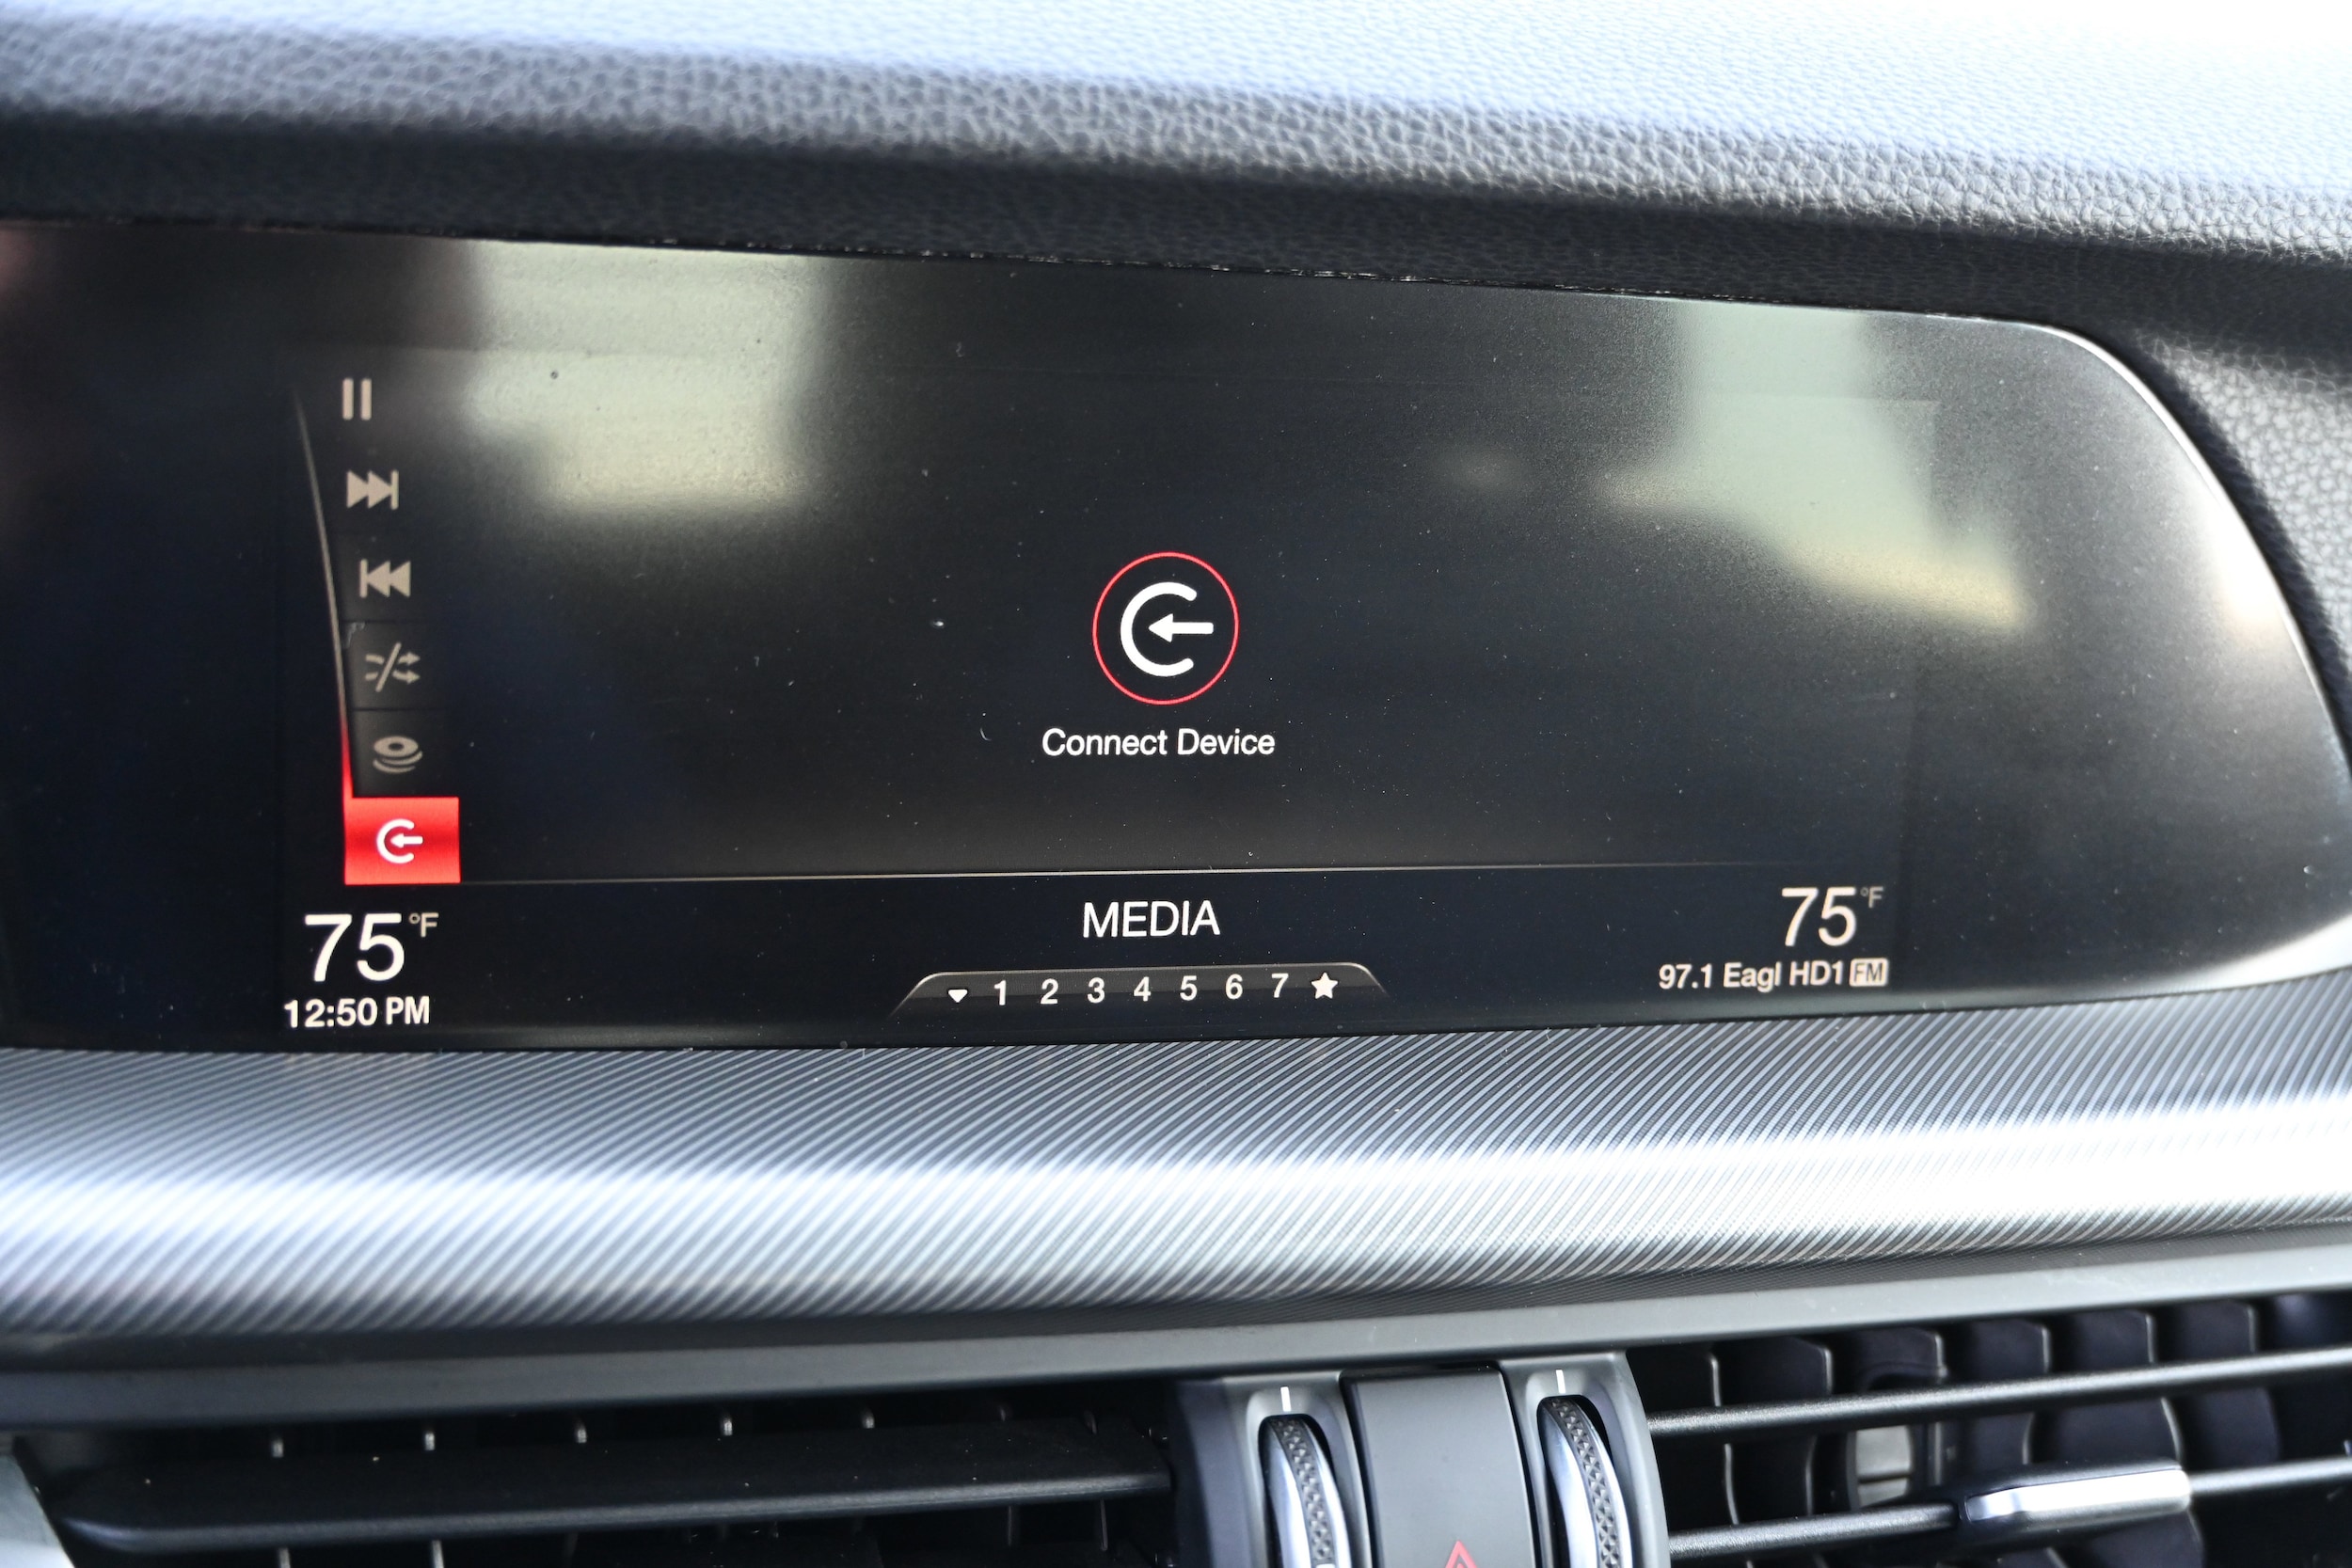 Connect Device
75°F
MEDIA
75°F
12:50 PM
1 2 3 4 5 6 7
97.1 Eagl HD1 FM